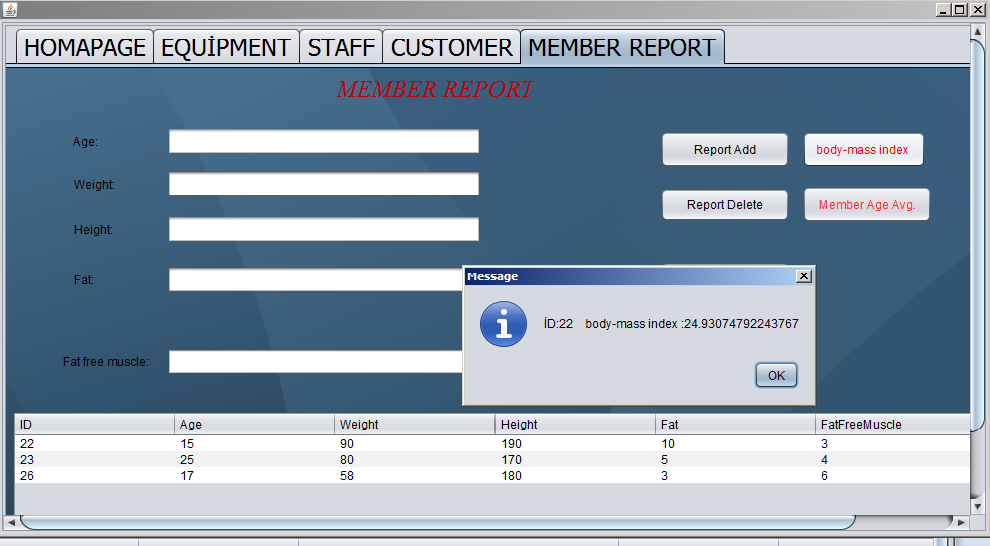 HOMAPAGE EQUİPMENT STAFF CUSTOMER MEMBER REPORT
MEMBER REPORT
Age:
Report Add body-mass index
Weight:
Report Delete Member Age Avg.
Height:
Fat:
Message
İD:22 body-mass index :24.93074792243767
Fat free muscle:
OK
ID Age Weight Height Fat FatFreeMuscle
22 15 90 190 10 3
23 25 80 170 5 4
26 17 58 180 3 6